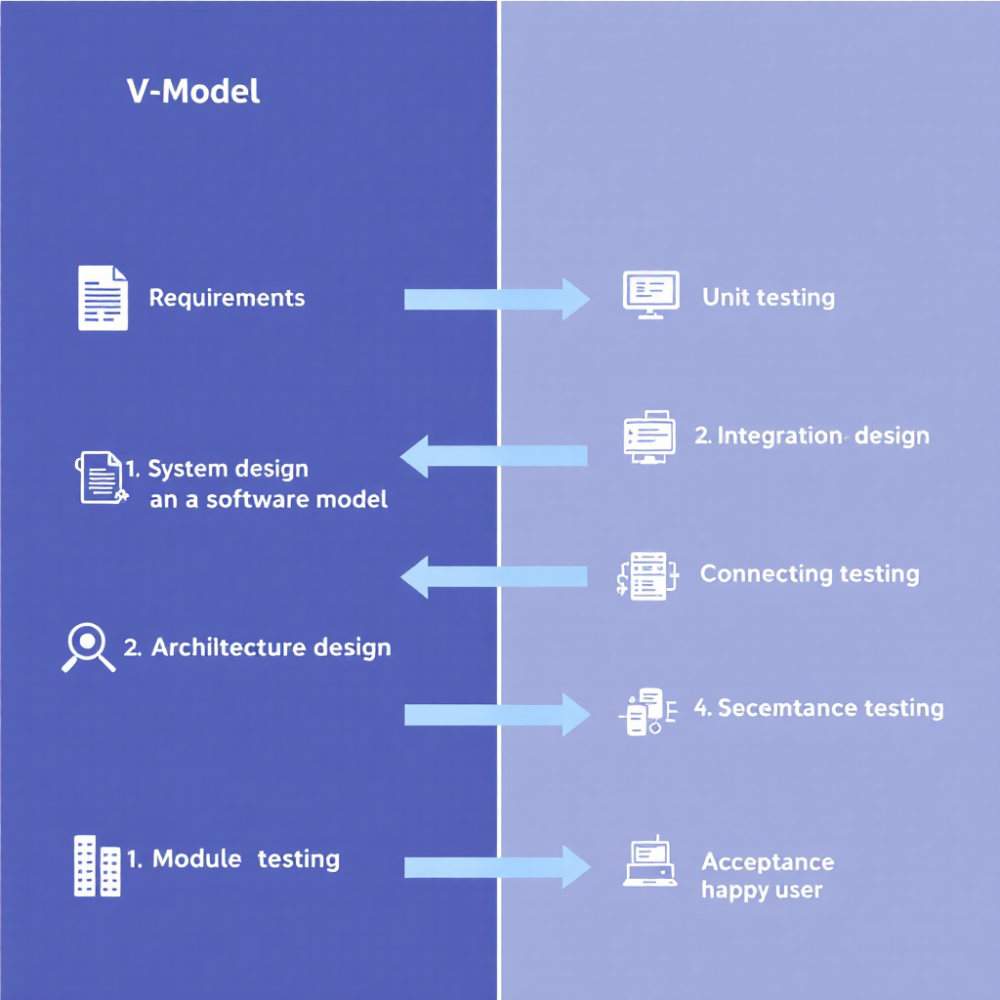 V-Model
Requirements
1. System design
an a software model
2. Archiltecture design
1. Module testing
Unit testing
2. Integration- design
Connecting testing
4. Secemtance testing
Acceptance
happy user